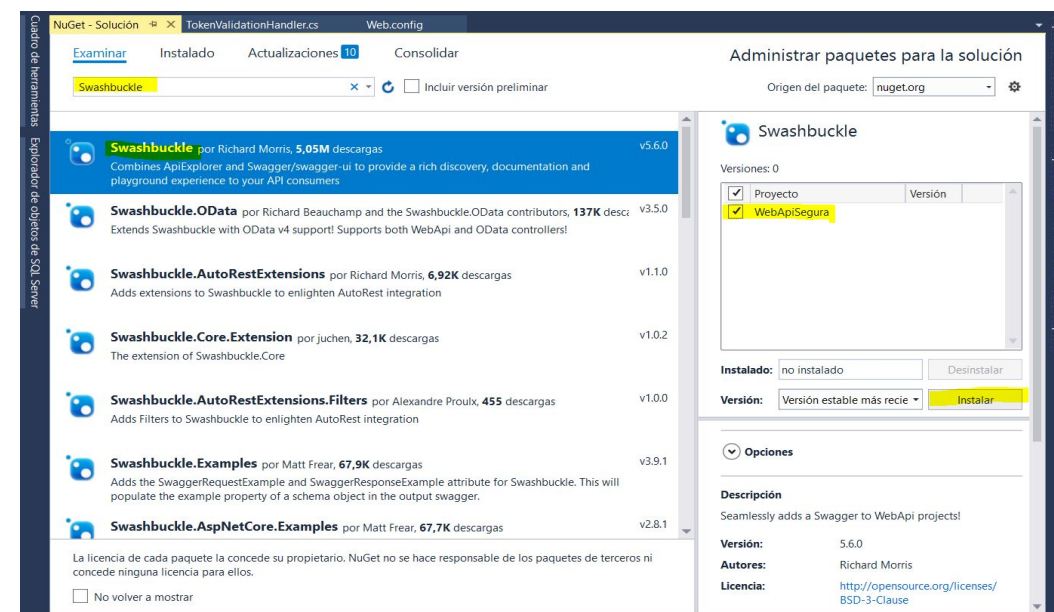 NuGet - Solución
TokenValidationHandler.cs
Web.config
Cuadro de herramientas
Explorador de objetos de SQL Server
Examinar
Instalado
Actualizaciones 10
Consolidar
Administrar paquetes para la solución
Swashbuckle
Incluir versión preliminar
Origen del paquete: nuget.org
Swashbuckle por Richard Morris, 5,05M descargas v5.6.0
Combines ApiExplorer and Swagger/swagger-ui to provide a rich discovery, documentation and
playground experience to your API consumers
Swashbuckle.OData por Richard Beauchamp and the Swashbuckle.OData contributors, 137K desca v3.5.0
Extends Swashbuckle with OData v4 support! Supports both WebApi and OData controllers!
Swashbuckle.AutoRestExtensions por Richard Morris, 6,92K descargas v1.1.0
Adds extensions to Swashbuckle to enlighten AutoRest integration
Swashbuckle.Core.Extension por juchen, 32,1K descargas v1.0.2
The extension of Swashbuckle.Core
Swashbuckle.AutoRestExtensions.Filters por Alexandre Proulx, 455 descargas v1.0.0
Adds Filters to Swashbuckle to enlighten AutoRest integration
Swashbuckle.Examples por Matt Frear, 67,9K descargas v3.9.1
Adds the SwaggerRequestExample and SwaggerResponseExample attribute for Swashbuckle. This will
populate the example property of a schema object in the output swagger.
Swashbuckle.AspNetCore.Examples por Matt Frear, 67,7K descargas v2.8.1
La licencia de cada paquete la concede su propietario. NuGet no se hace responsable de los paquetes de terceros ni
concede ninguna licencia para ellos.
No volver a mostrar
Swashbuckle
Versiones: 0
Proyecto Versión
WebApiSegura
Instalado: no instalado Desinstalar
Versión: Versión estable más recie Instalar
Opciones
Descripción
Seamlessly adds a Swagger to WebApi projects!
Versión: 5.6.0
Autores: Richard Morris
Licencia: http://opensource.org/licenses/
BSD-3-Clause